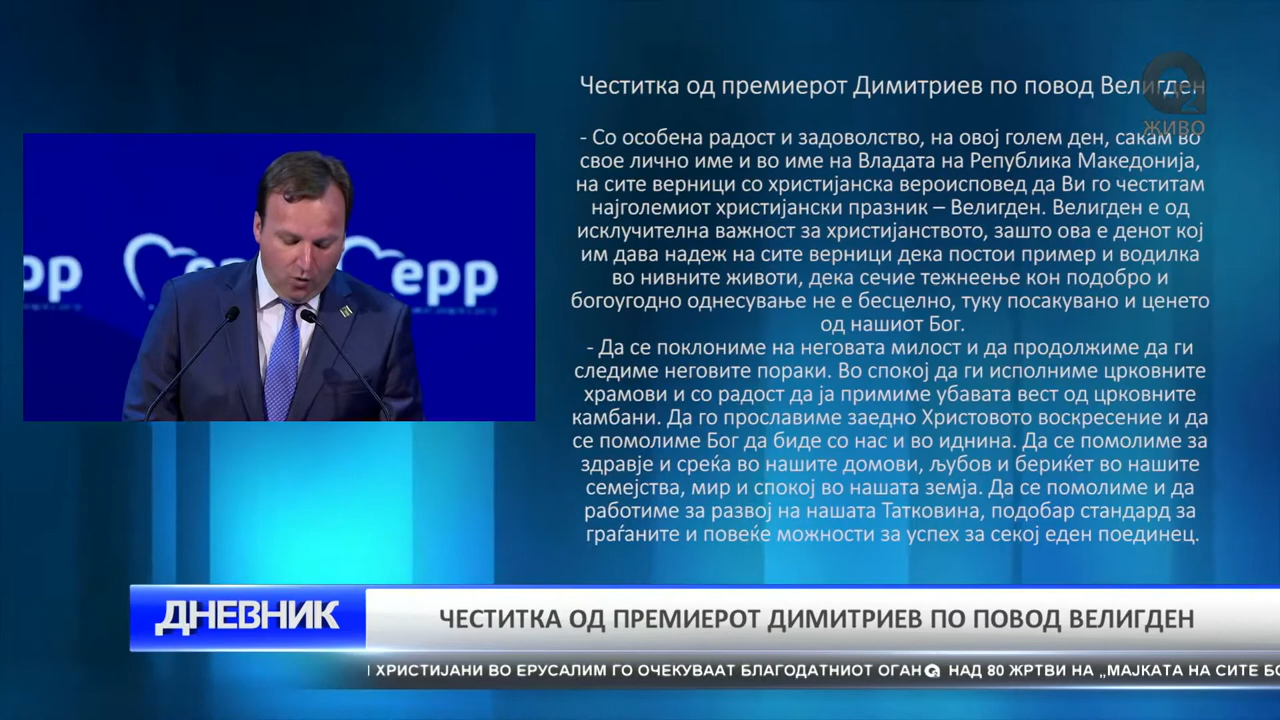 Честитка од премиерот Димитриев по повод Велигден
ЖИВО
- Со особена радост и задоволство, на овој голем ден, сакам во
свое лично име и во име на Владата на Република Македонија,
на сите верници со христијанска вероисповед да Ви го честитам
најголемиот христијански празник – Велигден. Велигден е од
исклучителна важност за христијанството, зашто ова е денот кој
им дава надеж на сите верници дека постои пример и водилка
во нивните животи, дека сечие тежнеење кон подобро и
богоугодно однесување не е бесцелно, туку посакувано и ценето
од нашиот Бог.
- Да се поклониме на неговата милост и да продолжиме да ги
следиме неговите пораки. Во спокој да ги исполниме црковните
храмови и со радост да ја примиме убавата вест од црковните
камбани. Да го прославиме заедно Христовото воскресение и да
се помолиме Бог да биде со нас и во иднина. Да се помолиме за
здравје и среќа во нашите домови, љубов и бериќет во нашите
семејства, мир и спокој во нашата земја. Да се помолиме и да
работиме за развој на нашата Татковина, подобар стандард за
граѓаните и повеќе можности за успех за секој еден поединец.
epp
epp
ДНЕВНИК
ЧЕСТИТКА ОД ПРЕМИЕРОТ ДИМИТРИЕВ ПО ПОВОД ВЕЛИГДЕН
ХРИСТИЈАНИ ВО ЕРУСАЛИМ ГО ОЧЕКУВААТ БЛАГОДАТНИОТ ОГАН НАД 80 ЖРТВИ НА „МАЈКАТА НА СИТЕ БО